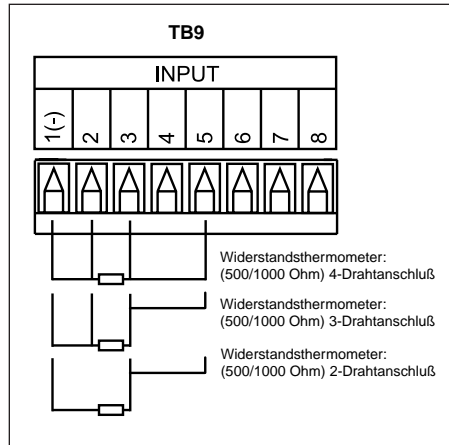 TB9
INPUT
1(-) 2 3 4 5 6 7 8
Widerstandsthermometer:
(500/1000 Ohm) 4-Drahtanschluß
Widerstandsthermometer:
(500/1000 Ohm) 3-Drahtanschluß
Widerstandsthermometer:
(500/1000 Ohm) 2-Drahtanschluß